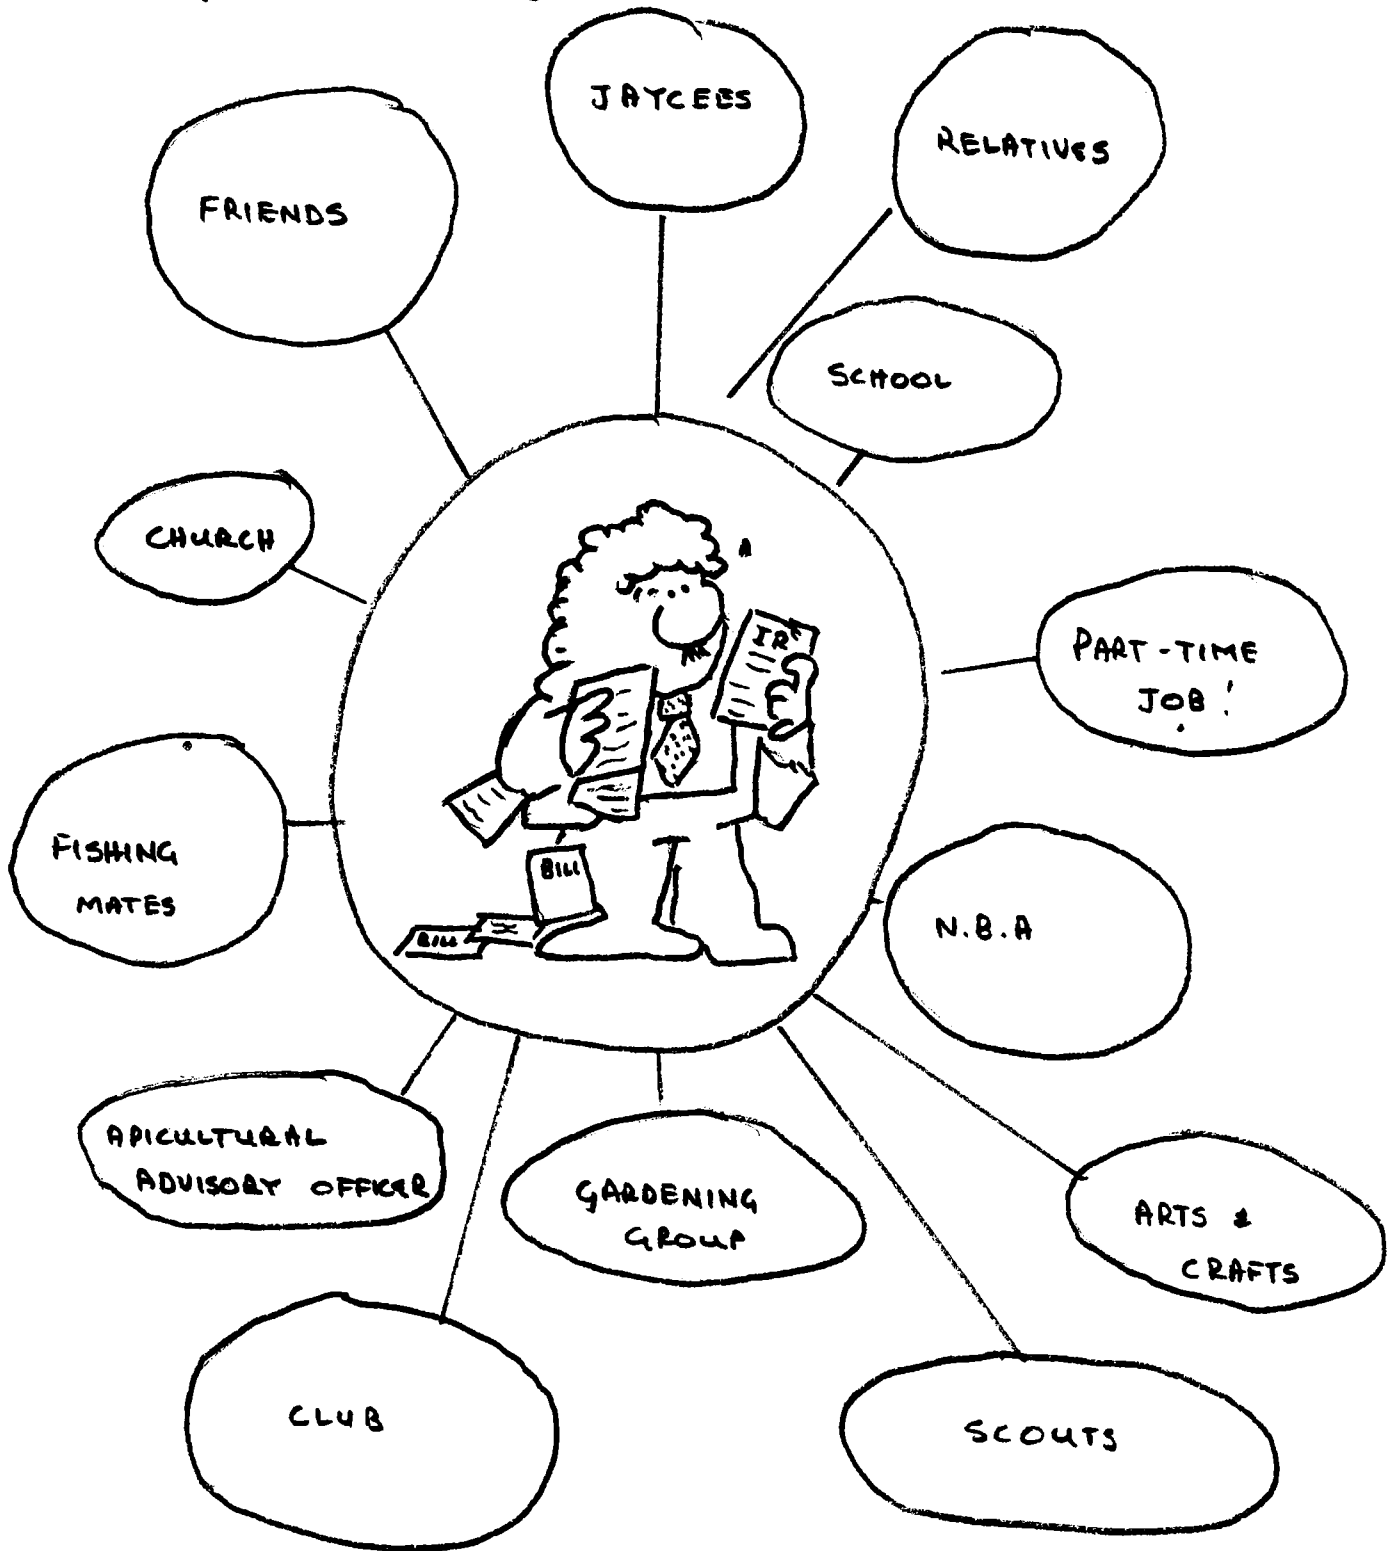 JAYCEES
RELATIVES
FRIENDS
SCHOOL
CHURCH
IR
PART-TIME
JOB!
FISHING
MATES
BILL
N.B.A
BILL
APICULTURAL
ADVISORY OFFICER
GARDENING
GROUP
ARTS &
CRAFTS
CLUB
SCOUTS